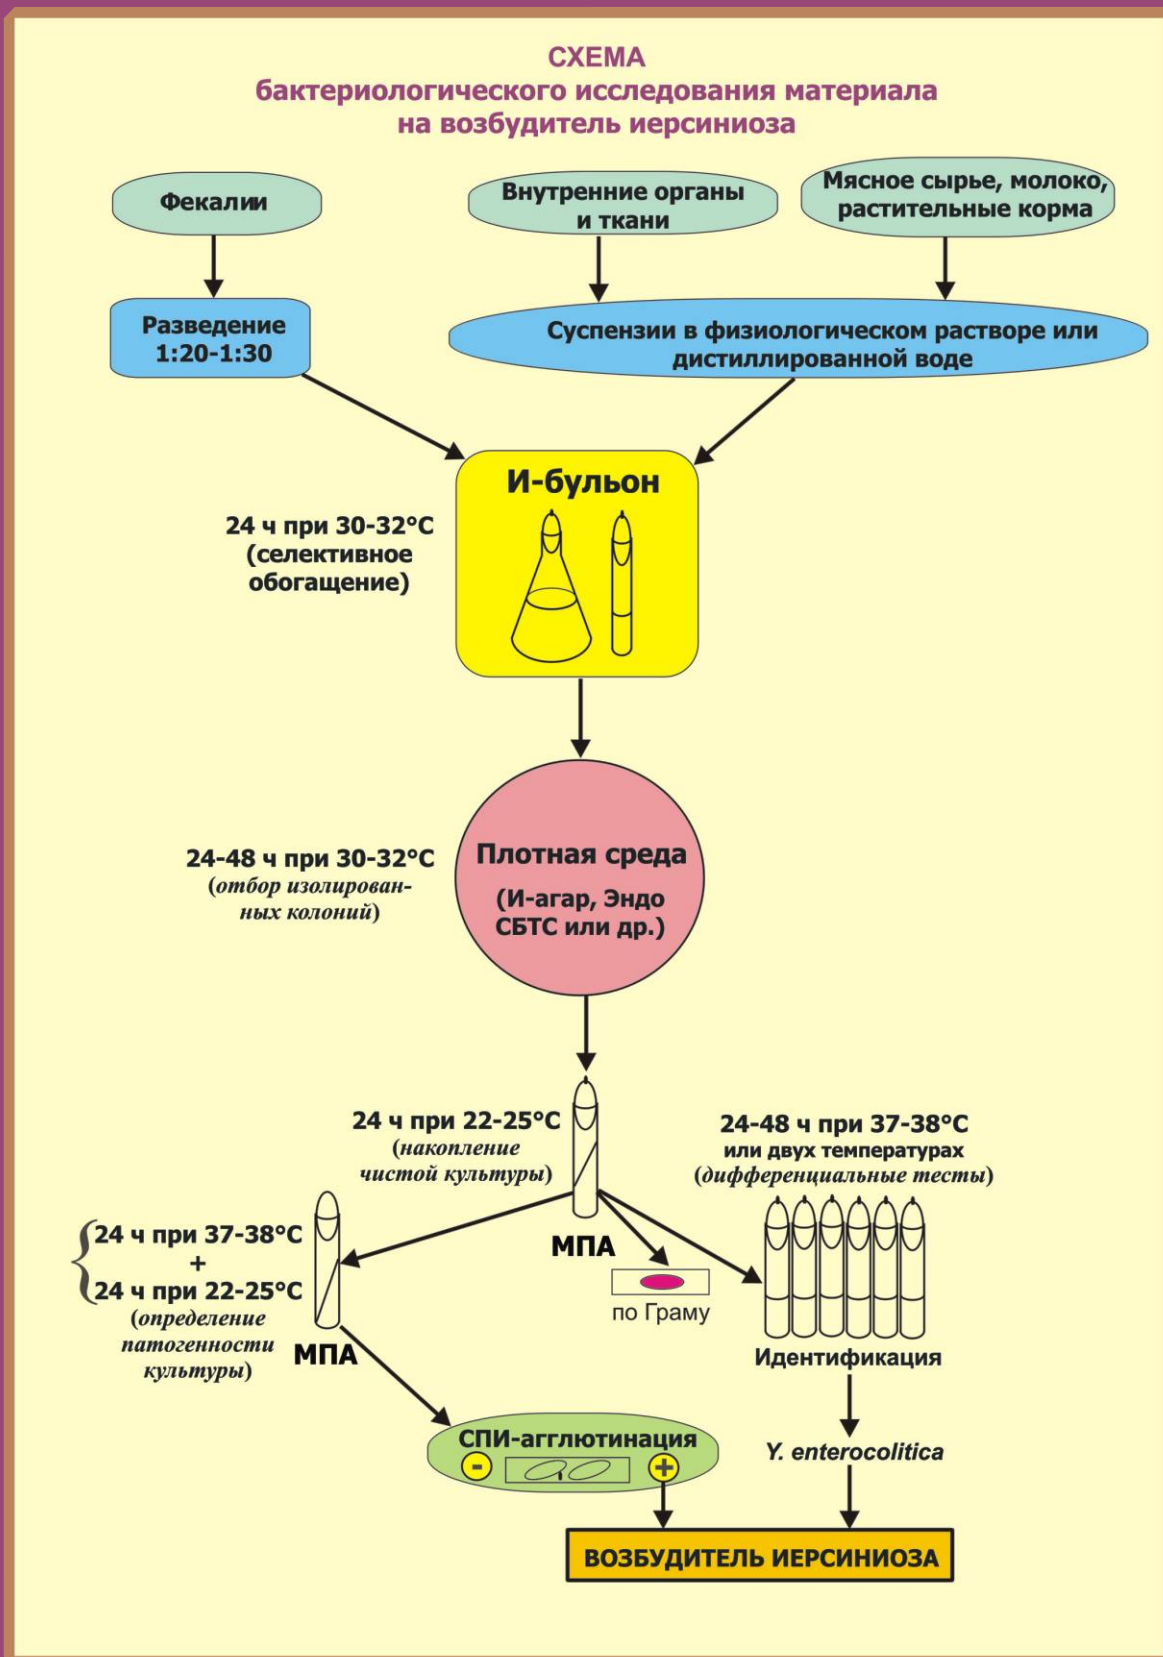 СХЕМА
бактериологического исследования материала
на возбудитель иерсиниоза
Фекалии
Внутренние органы
и ткани
Мясное сырье, молоко,
растительные корма
Разведение
1:20-1:30
Суспензии в физиологическом растворе или
дистиллированной воде
И-бульон
24 ч при 30-32°С
(селективное
обогащение)
24-48 ч при 30-32°С
(отбор изолирован-
ных колоний)
Плотная среда
(И-агар, Эндо
СБТС или др.)
24 ч при 22-25°С
(накопление
чистой культуры)
24-48 ч при 37-38°С
или двух температурах
(дифференциальные тесты)
24 ч при 37-38°С
+
24 ч при 22-25°С
(определение
патогенности
культуры)
МПА
МПА
по Граму
Идентификация
СПИ-агглютинация
- +
Y. enterocolitica
ВОЗБУДИТЕЛЬ ИЕРСИНИОЗА